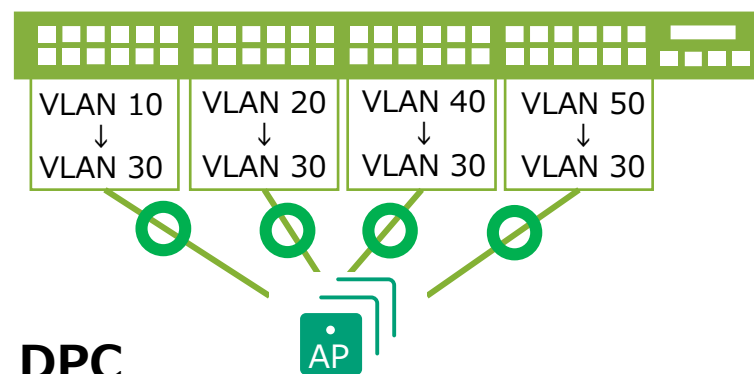 VLAN 10
↓
VLAN 30
VLAN 20
↓
VLAN 30
VLAN 40
↓
VLAN 30
VLAN 50
↓
VLAN 30
AP
DPC